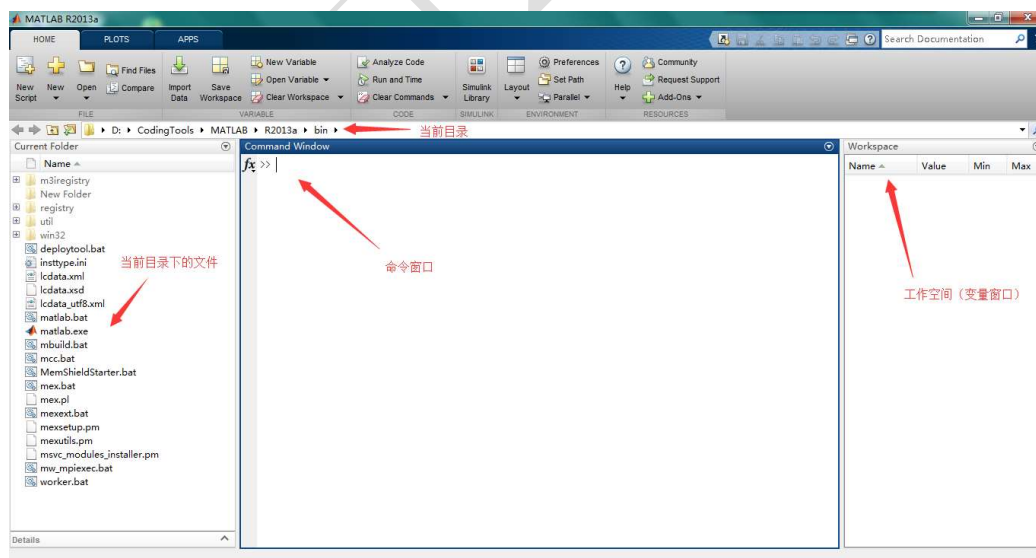 MATLAB R2013a
HOME PLOTS APPS Search Documentation
New Script
New
Open
Find Files
Compare
Import Data
Save Workspace
New Variable
Open Variable
Clear Workspace
Analyze Code
Run and Time
Clear Commands
Simulink Library
Layout
Preferences
Set Path
Parallel
Help
Community
Request Support
Add-Ons
FILE VARIABLE CODE SIMULINK ENVIRONMENT RESOURCES
D: CodingTools MATLAB R2013a bin 当前目录
Current Folder
Name
m3iregistry
New Folder
registry
util
win32
deploytool.bat
insttype.ini
lcdata.xml
lcdata.xsd
lcdata_utf8.xml
matlab.bat
matlab.exe
mbuild.bat
mcc.bat
MemShieldStarter.bat
mex.bat
mex.pl
mexext.bat
mexsetup.pm
mexutils.pm
msvc_modules_installer.pm
mw_mpiexec.bat
worker.bat
当前目录下的文件
Details
Command Window
fx >>
命令窗口
Workspace
Name Value Min Max
工作空间（变量窗口）